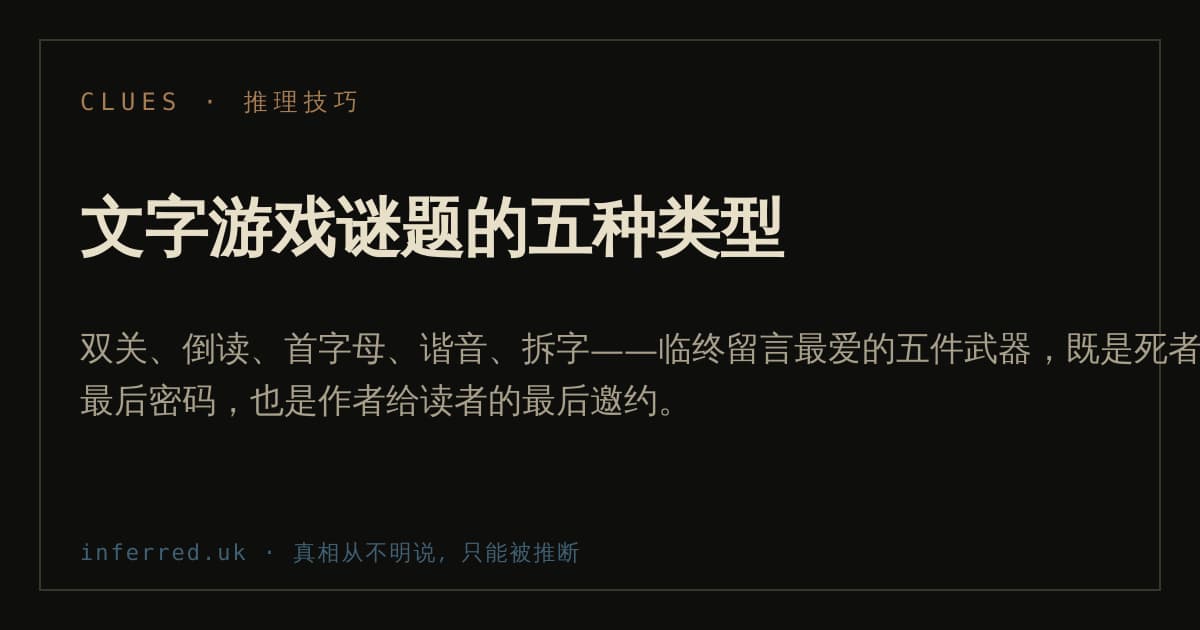 CLUES · 推理技巧
文字游戏谜题的五种类型
双关、倒读、首字母、谐音、拆字——临终留言最爱的五件武器，既是死者
最后密码，也是作者给读者的最后邀约。
inferred.uk · 真相从不明说, 只能被推断